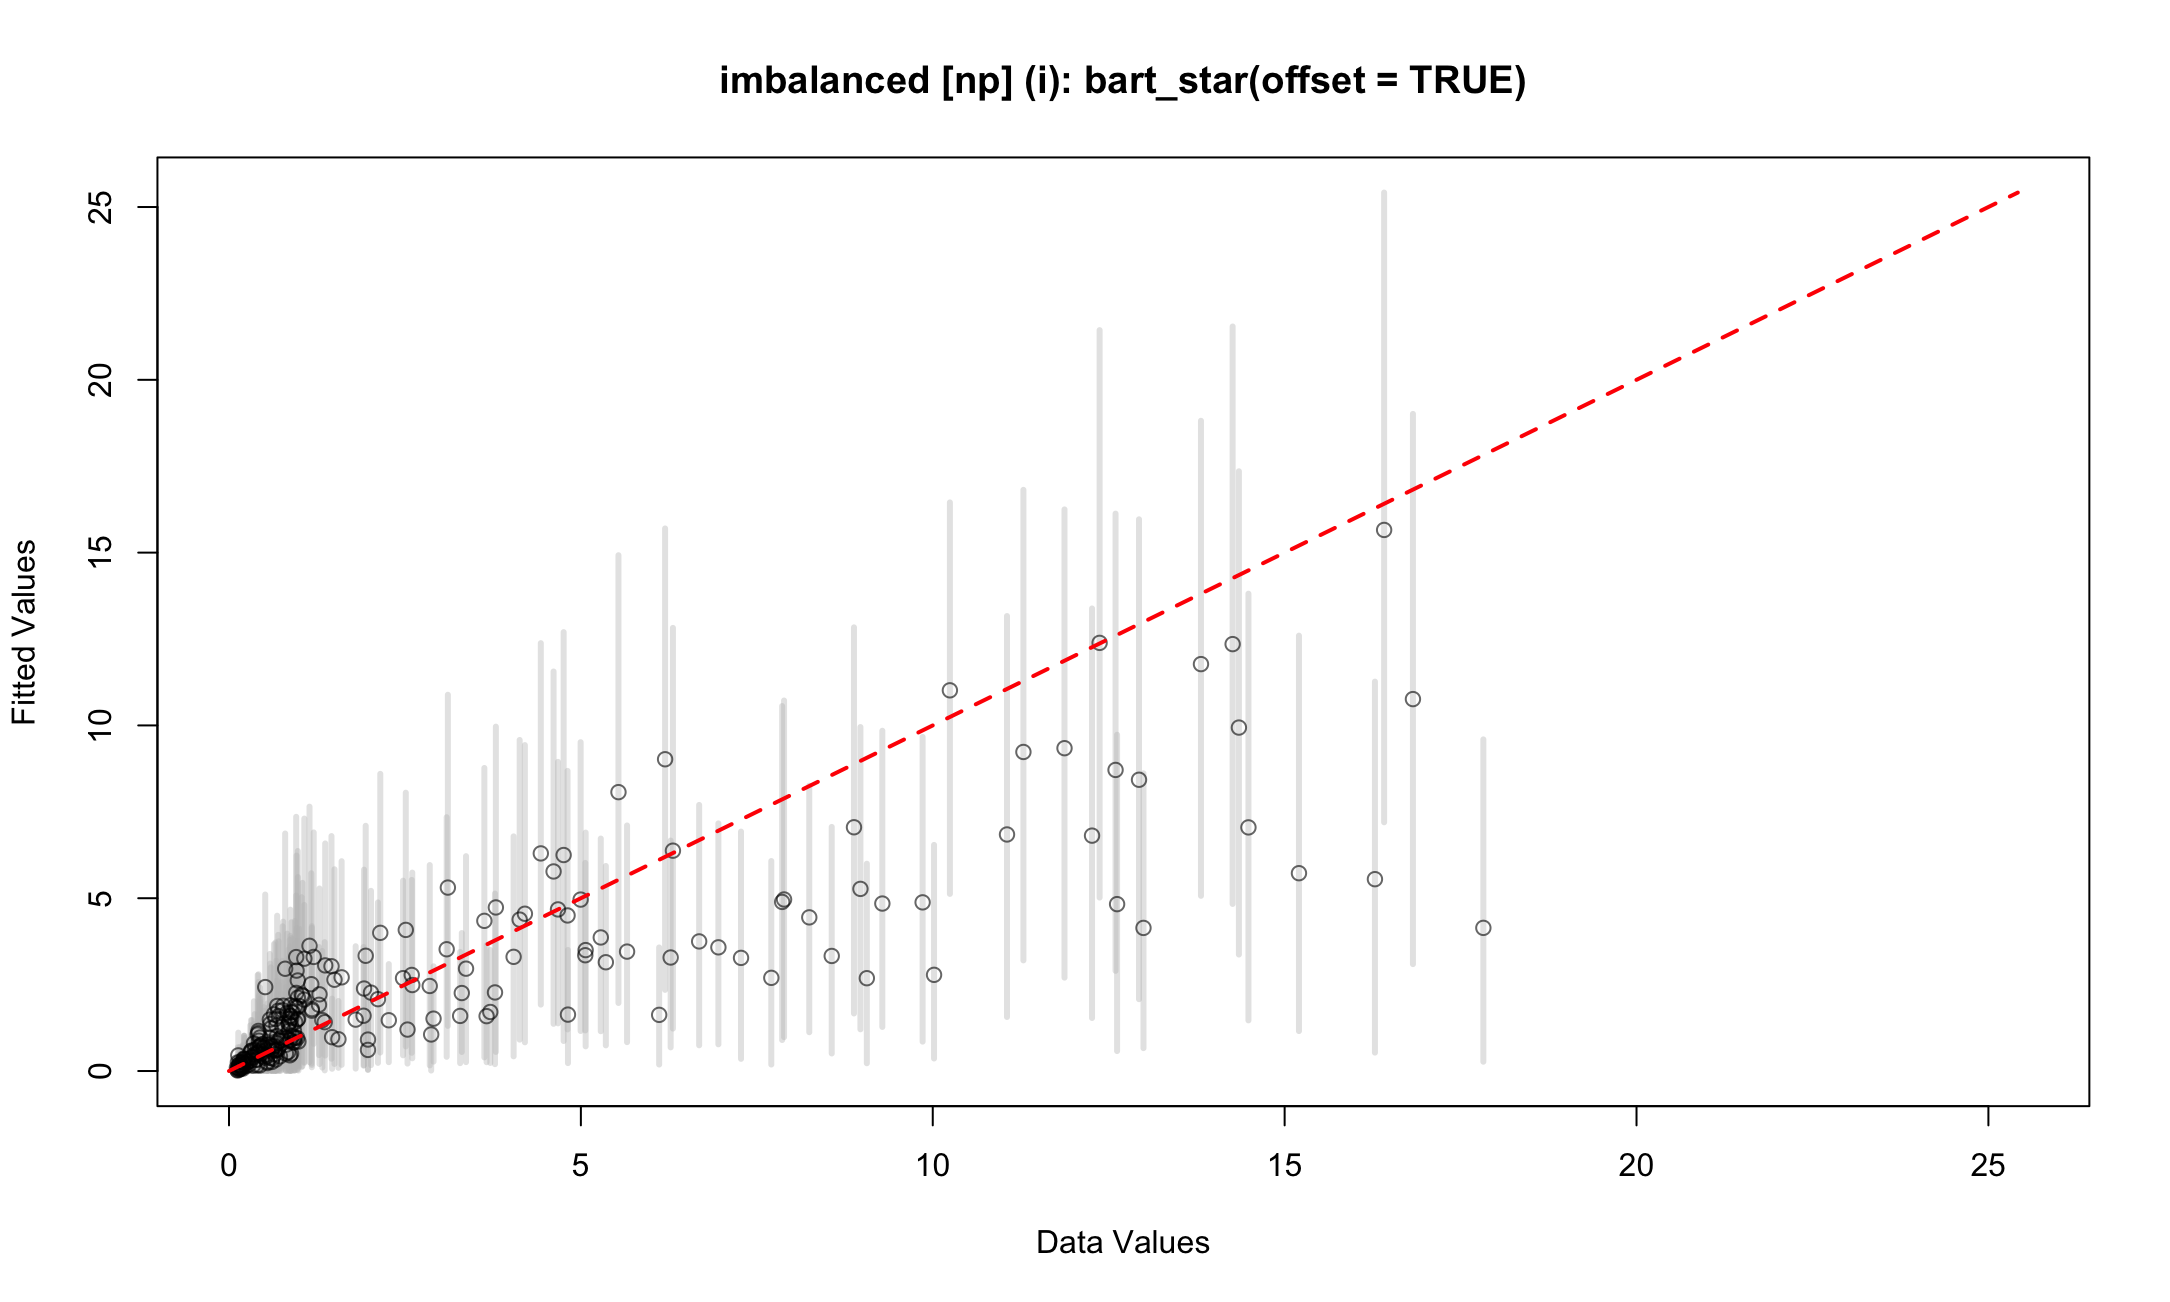 imbalanced [np] (i): bart_star(offset = TRUE)
Fitted Values
25
20
15
10
5
0
0 5 10 15 20 25
Data Values